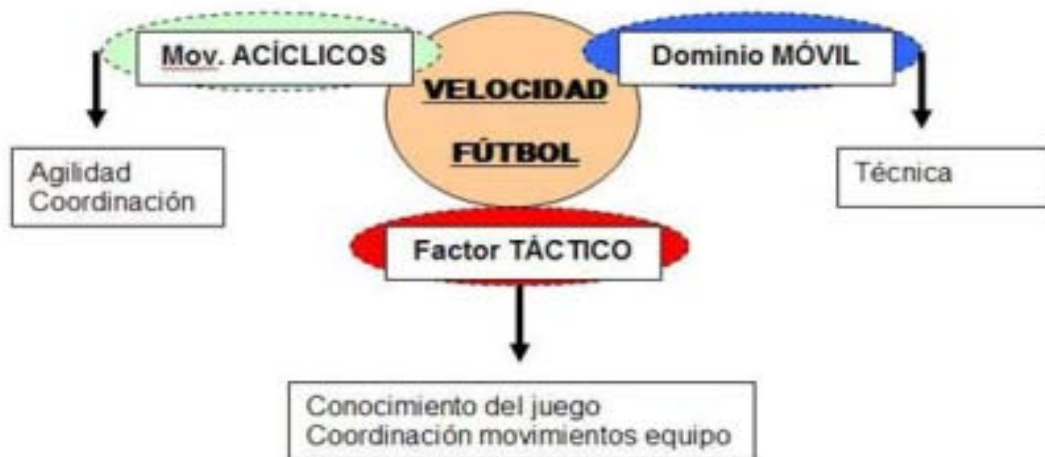 Mov. ACÍCLICOS
VELOCIDAD
FÚTBOL
Dominio MÓVIL
Agilidad
Coordinación
Técnica
Factor TÁCTICO
Conocimiento del juego
Coordinación movimientos equipo